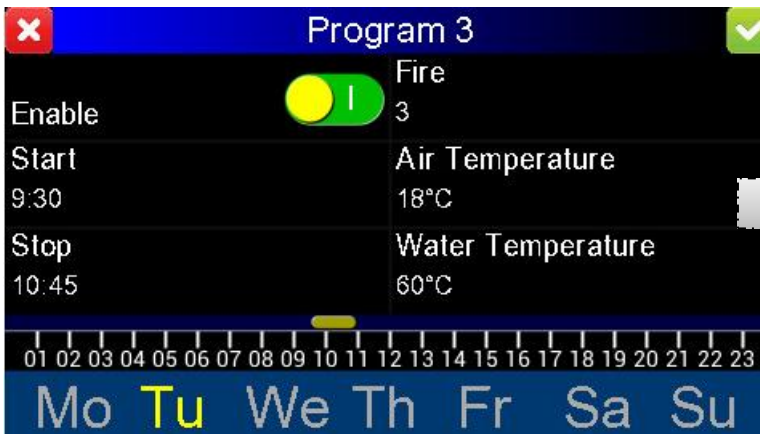 Program 3
Enable
Fire
3
Start
9:30
Air Temperature
18°C
Stop
10:45
Water Temperature
60°C
01 02 03 04 05 06 07 08 09 10 11 12 13 14 15 16 17 18 19 20 21 22 23
Mo Tu We Th Fr Sa Su